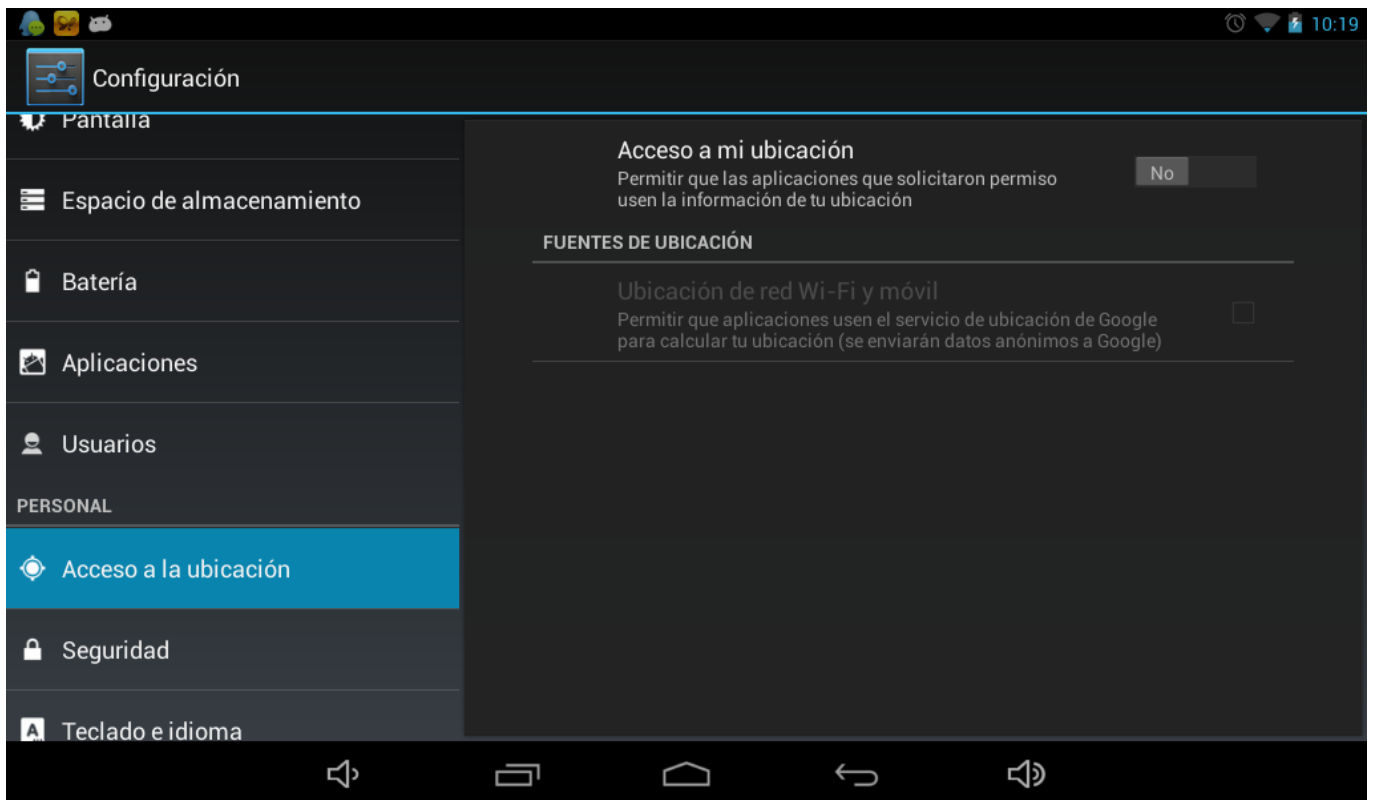 10:19
Configuración
Pantalla
Espacio de almacenamiento
Batería
Aplicaciones
Usuarios
PERSONAL
Acceso a la ubicación
Seguridad
Teclado e idioma
Acceso a mi ubicación
Permitir que las aplicaciones que solicitaron permiso
usen la información de tu ubicación
No
FUENTES DE UBICACIÓN
Ubicación de red Wi-Fi y móvil
Permitir que aplicaciones usen el servicio de ubicación de Google
para calcular tu ubicación (se enviarán datos anónimos a Google)